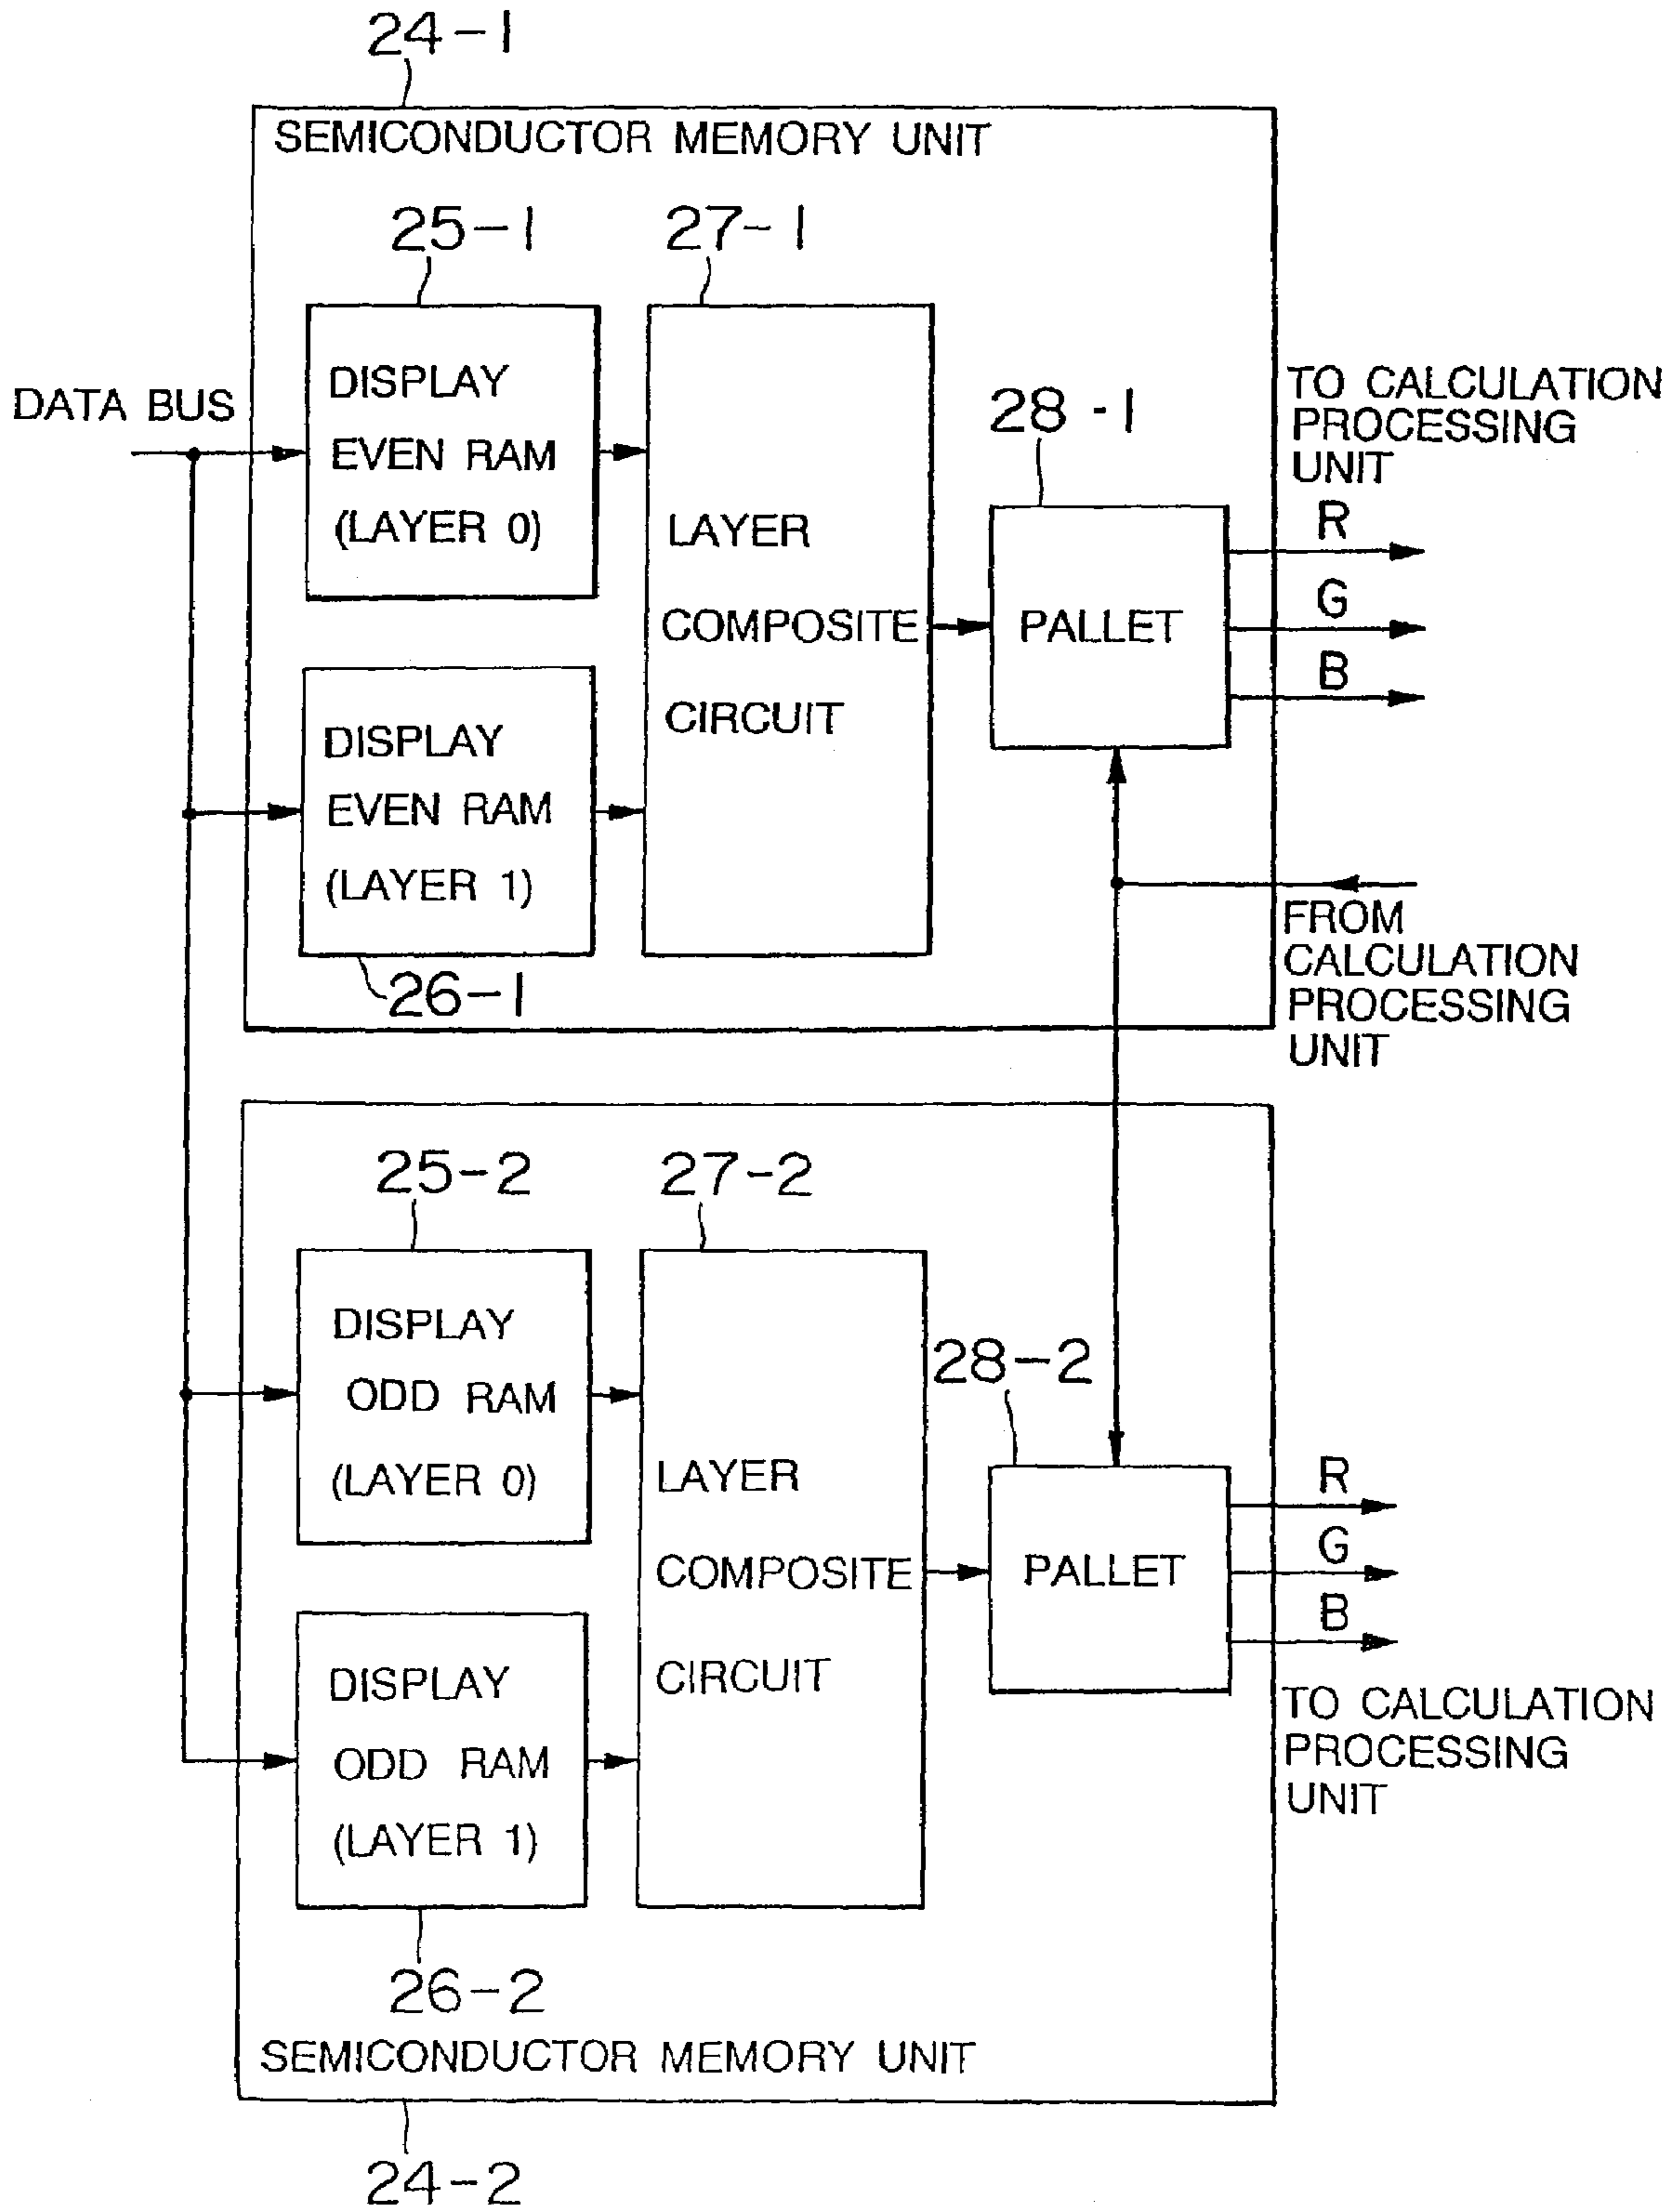 24-1
SEMICONDUCTOR MEMORY UNIT
25-1
27-1
DISPLAY
EVEN RAM
(LAYER 0)
DATA BUS
LAYER
COMPOSITE
CIRCUIT
28-1
PALLET
TO CALCULATION
PROCESSING
UNIT
R
G
B
DISPLAY
EVEN RAM
(LAYER 1)
26-1
FROM
CALCULATION
PROCESSING
UNIT
25-2
27-2
DISPLAY
ODD RAM
(LAYER 0)
LAYER
COMPOSITE
CIRCUIT
28-2
PALLET
R
G
B
TO CALCULATION
PROCESSING
UNIT
DISPLAY
ODD RAM
(LAYER 1)
26-2
SEMICONDUCTOR MEMORY UNIT
24-2